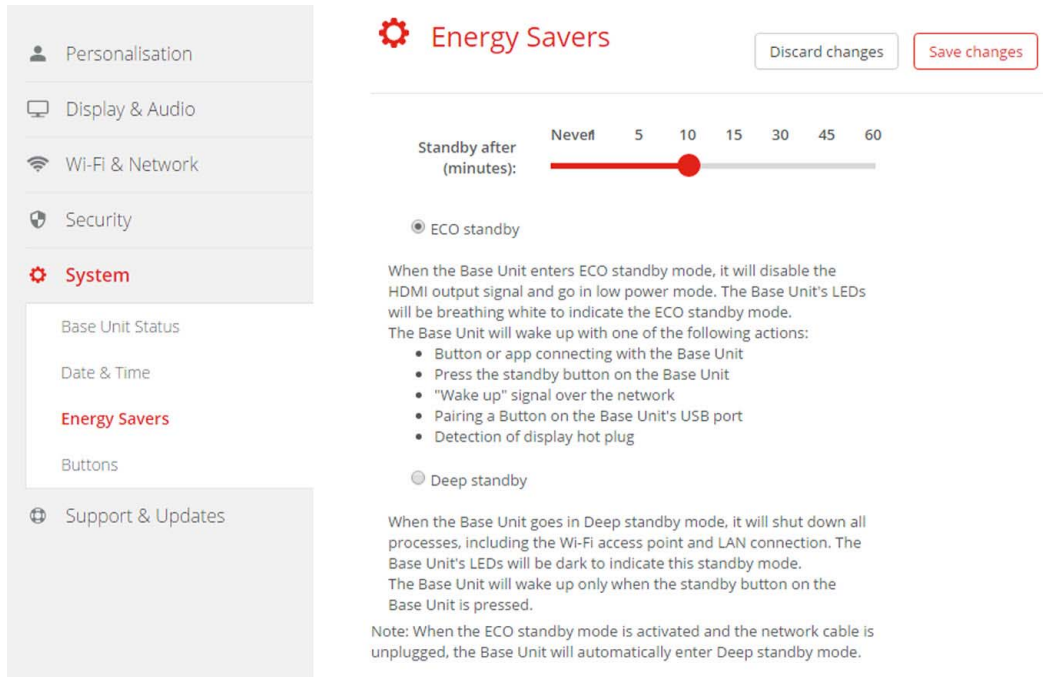 Personalisation
Display & Audio
Wi-Fi & Network
Security
System
Base Unit Status
Date & Time
Energy Savers
Buttons
Support & Updates
Energy Savers
Discard changes
Save changes
Standby after
(minutes):
Never 1 5 10 15 30 45 60
ECO standby
When the Base Unit enters ECO standby mode, it will disable the
HDMI output signal and go in low power mode. The Base Unit's LEDs
will be breathing white to indicate the ECO standby mode.
The Base Unit will wake up with one of the following actions:
• Button or app connecting with the Base Unit
• Press the standby button on the Base Unit
• "Wake up" signal over the network
• Pairing a Button on the Base Unit's USB port
• Detection of display hot plug
Deep standby
When the Base Unit goes in Deep standby mode, it will shut down all
processes, including the Wi-Fi access point and LAN connection. The
Base Unit's LEDs will be dark to indicate this standby mode.
The Base Unit will wake up only when the standby button on the
Base Unit is pressed.
Note: When the ECO standby mode is activated and the network cable is
unplugged, the Base Unit will automatically enter Deep standby mode.